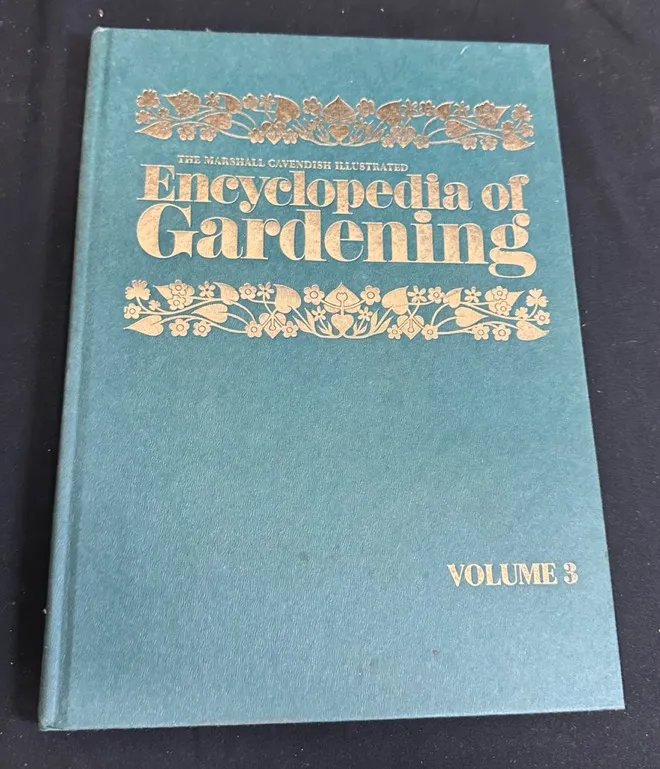 THE MARSHALL CAVENDISH ILLUSTRATED
Encyclopedia of
Gardening
VOLUME 3